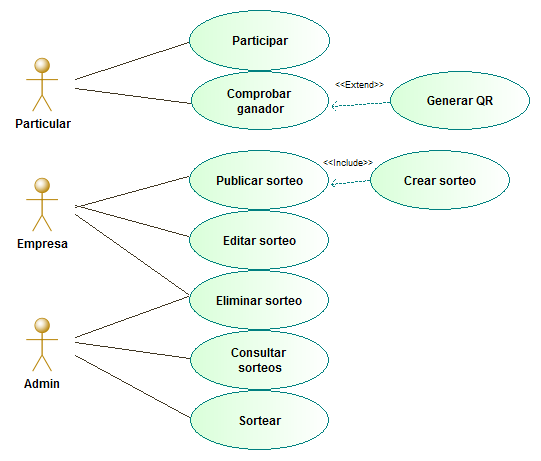 Participar
Particular
Comprobar
ganador
<<Extend>>
Generar QR
Empresa
Publicar sorteo
<<Include>>
Crear sorteo
Editar sorteo
Eliminar sorteo
Admin
Consultar
sorteos
Sortear